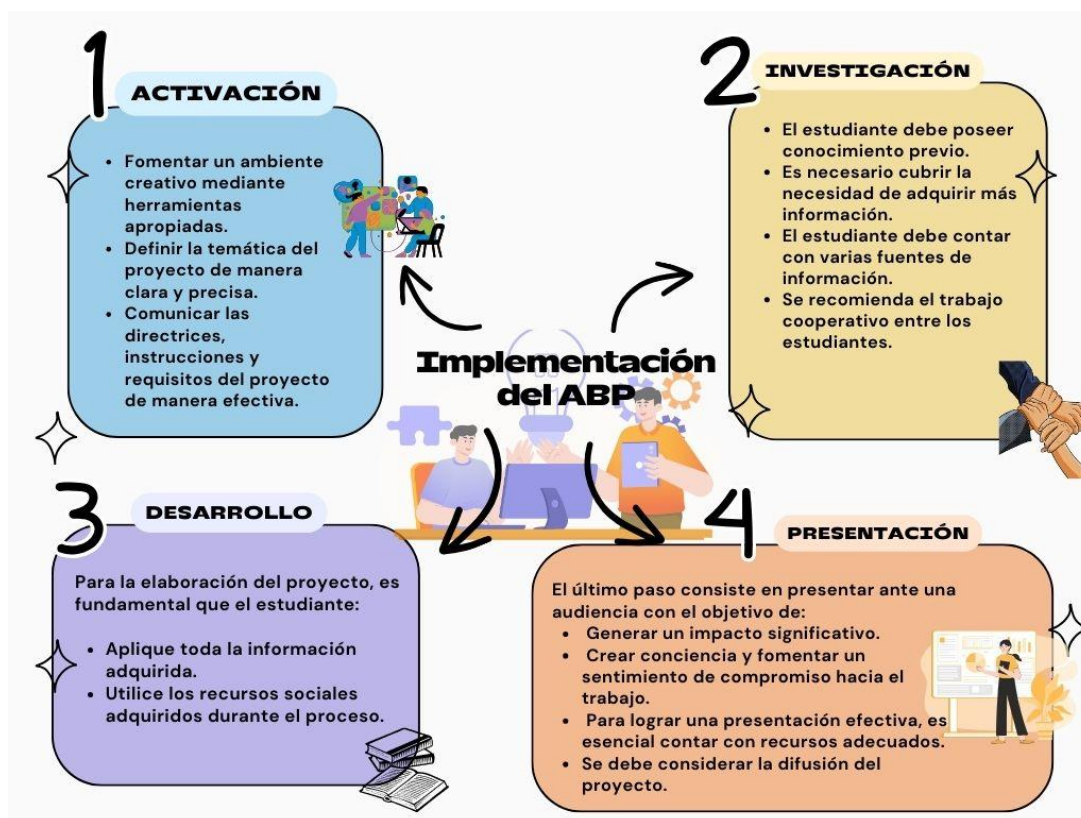 1
ACTIVACIÓN
• Fomentar un ambiente
creativo mediante
herramientas
apropiadas.
• Definir la temática del
proyecto de manera
clara y precisa.
• Comunicar las
directrices,
instrucciones y
requisitos del proyecto
de manera efectiva.
2
INVESTIGACIÓN
• El estudiante debe poseer
conocimiento previo.
• Es necesario cubrir la
necesidad de adquirir más
información.
• El estudiante debe contar
con varias fuentes de
información.
• Se recomienda el trabajo
cooperativo entre los
estudiantes.
Implementación
del ABP
3
DESARROLLO
Para la elaboración del proyecto, es
fundamental que el estudiante:
• Aplique toda la información
adquirida.
• Utilice los recursos sociales
adquiridos durante el proceso.
4
PRESENTACIÓN
El último paso consiste en presentar ante una
audiencia con el objetivo de:
• Generar un impacto significativo.
• Crear conciencia y fomentar un
sentimiento de compromiso hacia el
trabajo.
• Para lograr una presentación efectiva, es
esencial contar con recursos adecuados.
• Se debe considerar la difusión del
proyecto.